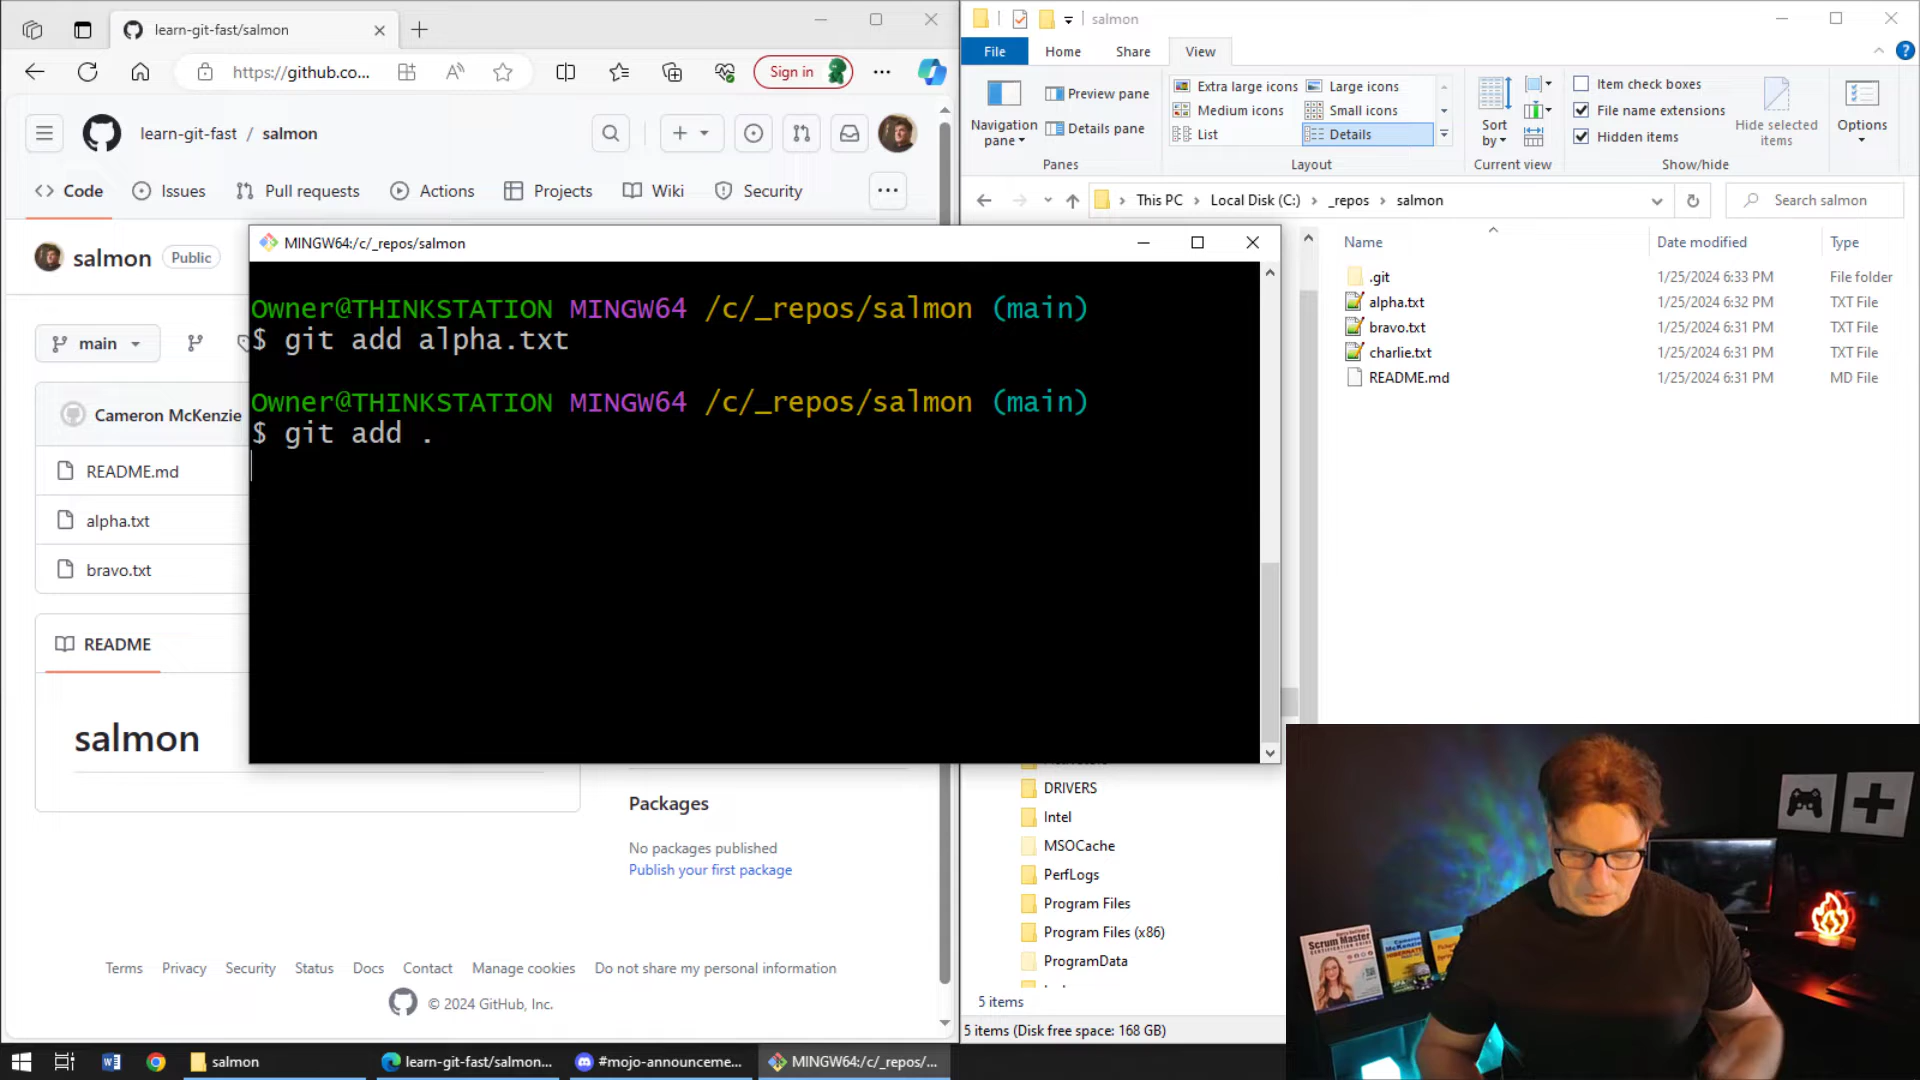 learn-git-fast/salmon
https://github.co...
Sign in
learn-git-fast / salmon
Code
Issues
Pull requests
Actions
Projects
Wiki
Security
salmon
Public
main
Cameron McKenzie
README.md
alpha.txt
bravo.txt
README
salmon
Packages
No packages published
Publish your first package
Terms
Privacy
Security
Status
Docs
Contact
Manage cookies
Do not share my personal information
© 2024 GitHub, Inc.
MINGW64:/c/_repos/salmon
Owner@THINKSTATION MINGW64 /c/_repos/salmon (main)
$ git add alpha.txt
Owner@THINKSTATION MINGW64 /c/_repos/salmon (main)
$ git add .
salmon
File
Home
Share
View
Navigation
pane
Preview pane
Details pane
Panes
Extra large icons
Large icons
Medium icons
Small icons
List
Details
Layout
Sort
by
Current view
Item check boxes
File name extensions
Hidden items
Hide selected
items
Show/hide
Options
This PC
Local Disk (C:)
_repos
salmon
Search salmon
Name
Date modified
Type
.git 1/25/2024 6:33 PM File folder
alpha.txt 1/25/2024 6:32 PM TXT File
bravo.txt 1/25/2024 6:31 PM TXT File
charlie.txt 1/25/2024 6:31 PM TXT File
README.md 1/25/2024 6:31 PM MD File
DRIVERS
Intel
MSOCache
PerfLogs
Program Files
Program Files (x86)
ProgramData
5 items
5 items (Disk free space: 168 GB)
Scrum Master
salmon
learn-git-fast/salmon...
#mojo-announceme...
MINGW64:/c/_repos/...